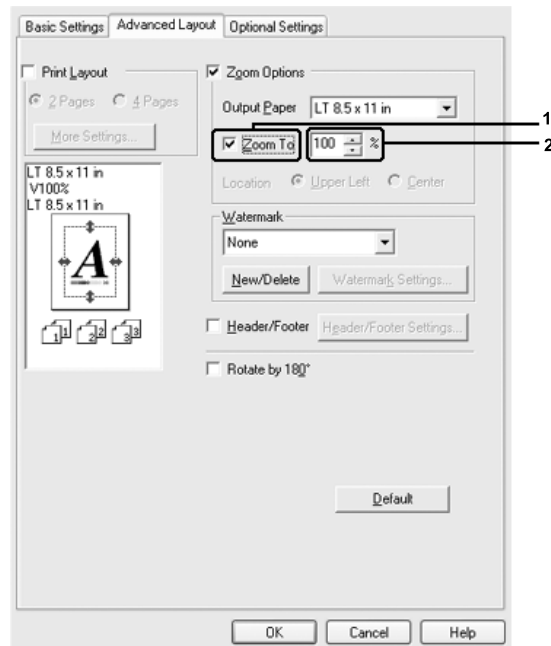 Basic Settings Advanced Layout Optional Settings
Print Layout
2 Pages 4 Pages
More Settings...
LT 8.5 x 11 in
V100%
LT 8.5 x 11 in
A
1 2 3
Zoom Options
Output Paper LT 8.5 x 11 in
Zoom To 100 %
1
2
Location Upper Left Center
Watermark
None
New/Delete Watermark Settings...
Header/Footer Header/Footer Settings...
Rotate by 180°
Default
OK Cancel Help